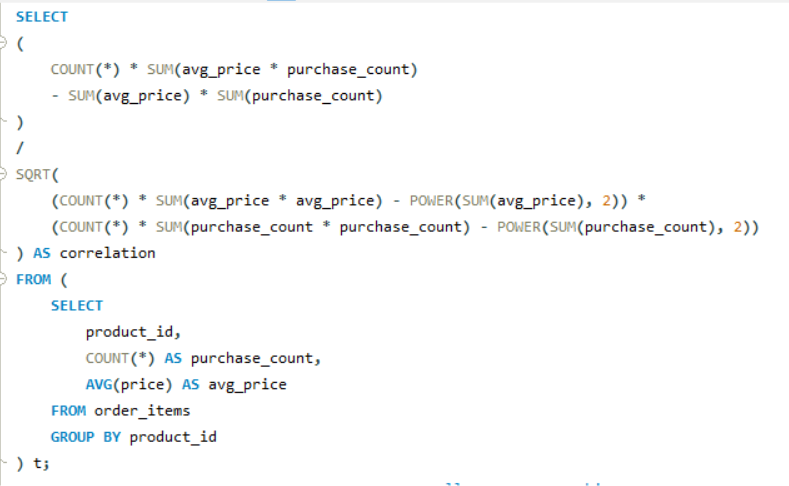 SELECT
(
COUNT(*) * SUM(avg_price * purchase_count)
- SUM(avg_price) * SUM(purchase_count)
)
/
SQRT(
(COUNT(*) * SUM(avg_price * avg_price) - POWER(SUM(avg_price), 2)) *
(COUNT(*) * SUM(purchase_count * purchase_count) - POWER(SUM(purchase_count), 2))
) AS correlation
FROM (
SELECT
product_id,
COUNT(*) AS purchase_count,
AVG(price) AS avg_price
FROM order_items
GROUP BY product_id
) t;